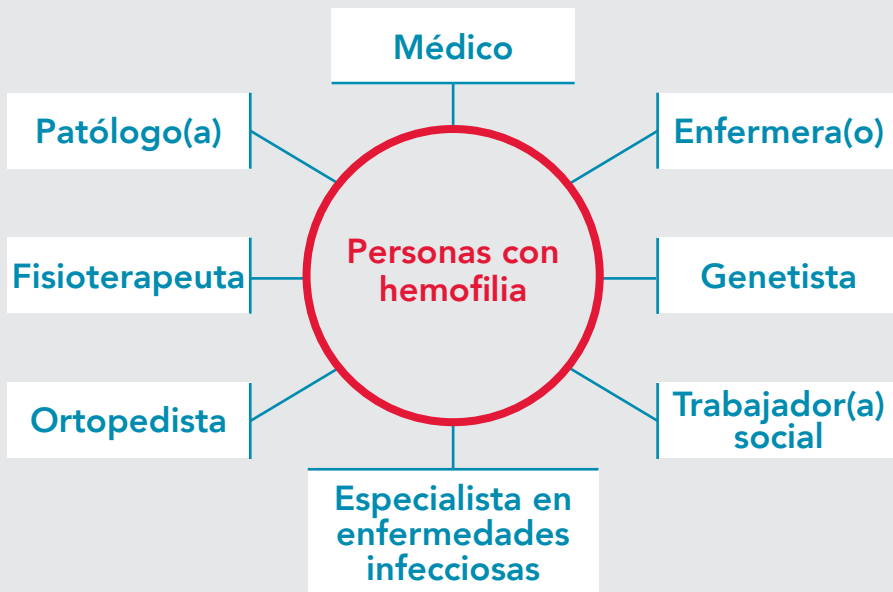 Médico
Patólogo(a)
Enfermera(o)
Personas con
hemofilia
Fisioterapeuta
Genetista
Ortopedista
Trabajador(a)
social
Especialista en
enfermedades
infecciosas